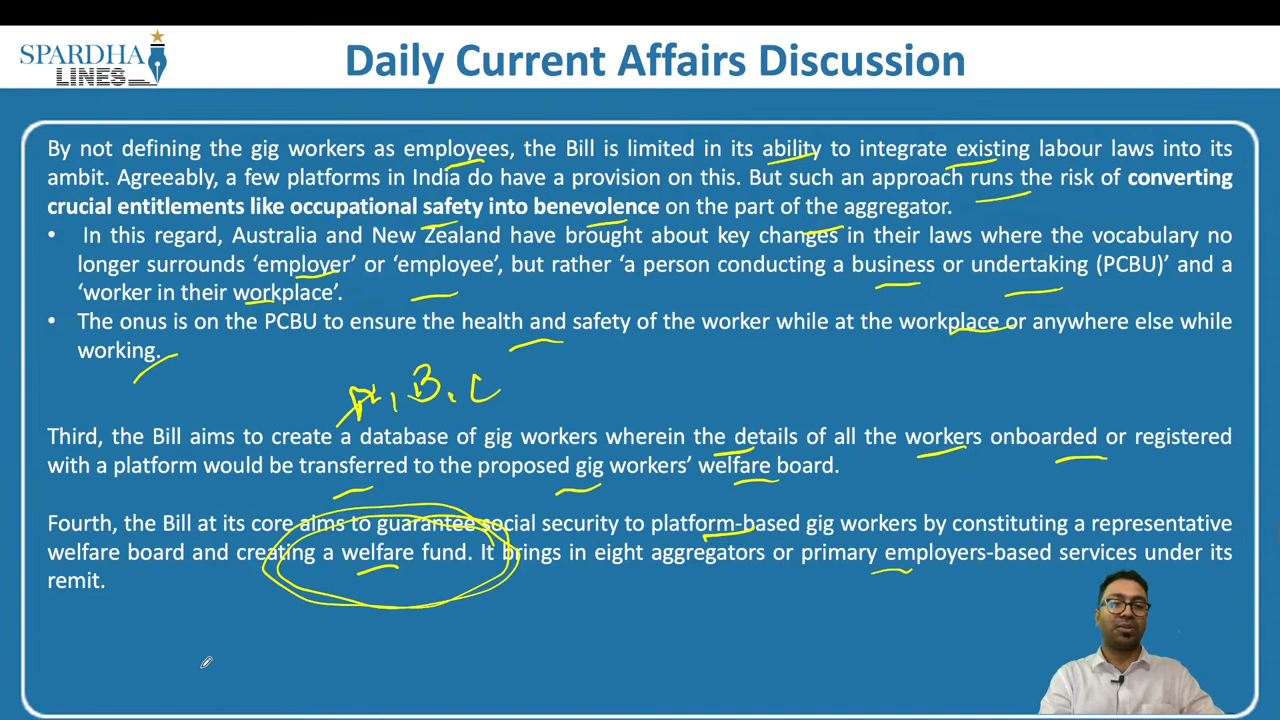 SPARDHA
LINES
Daily Current Affairs Discussion
By not defining the gig workers as employees, the Bill is limited in its ability to integrate existing labour laws into its
ambit. Agreeably, a few platforms in India do have a provision on this. But such an approach runs the risk of converting
crucial entitlements like occupational safety into benevolence on the part of the aggregator.
• In this regard, Australia and New Zealand have brought about key changes in their laws where the vocabulary no
longer surrounds ‘employer’ or ‘employee’, but rather ‘a person conducting a business or undertaking (PCBU)’ and a
‘worker in their workplace’.
• The onus is on the PCBU to ensure the health and safety of the worker while at the workplace or anywhere else while
working.
A, B, C
Third, the Bill aims to create a database of gig workers wherein the details of all the workers onboarded or registered
with a platform would be transferred to the proposed gig workers’ welfare board.
Fourth, the Bill at its core aims to guarantee social security to platform-based gig workers by constituting a representative
welfare board and creating a welfare fund. It brings in eight aggregators or primary employers-based services under its
remit.